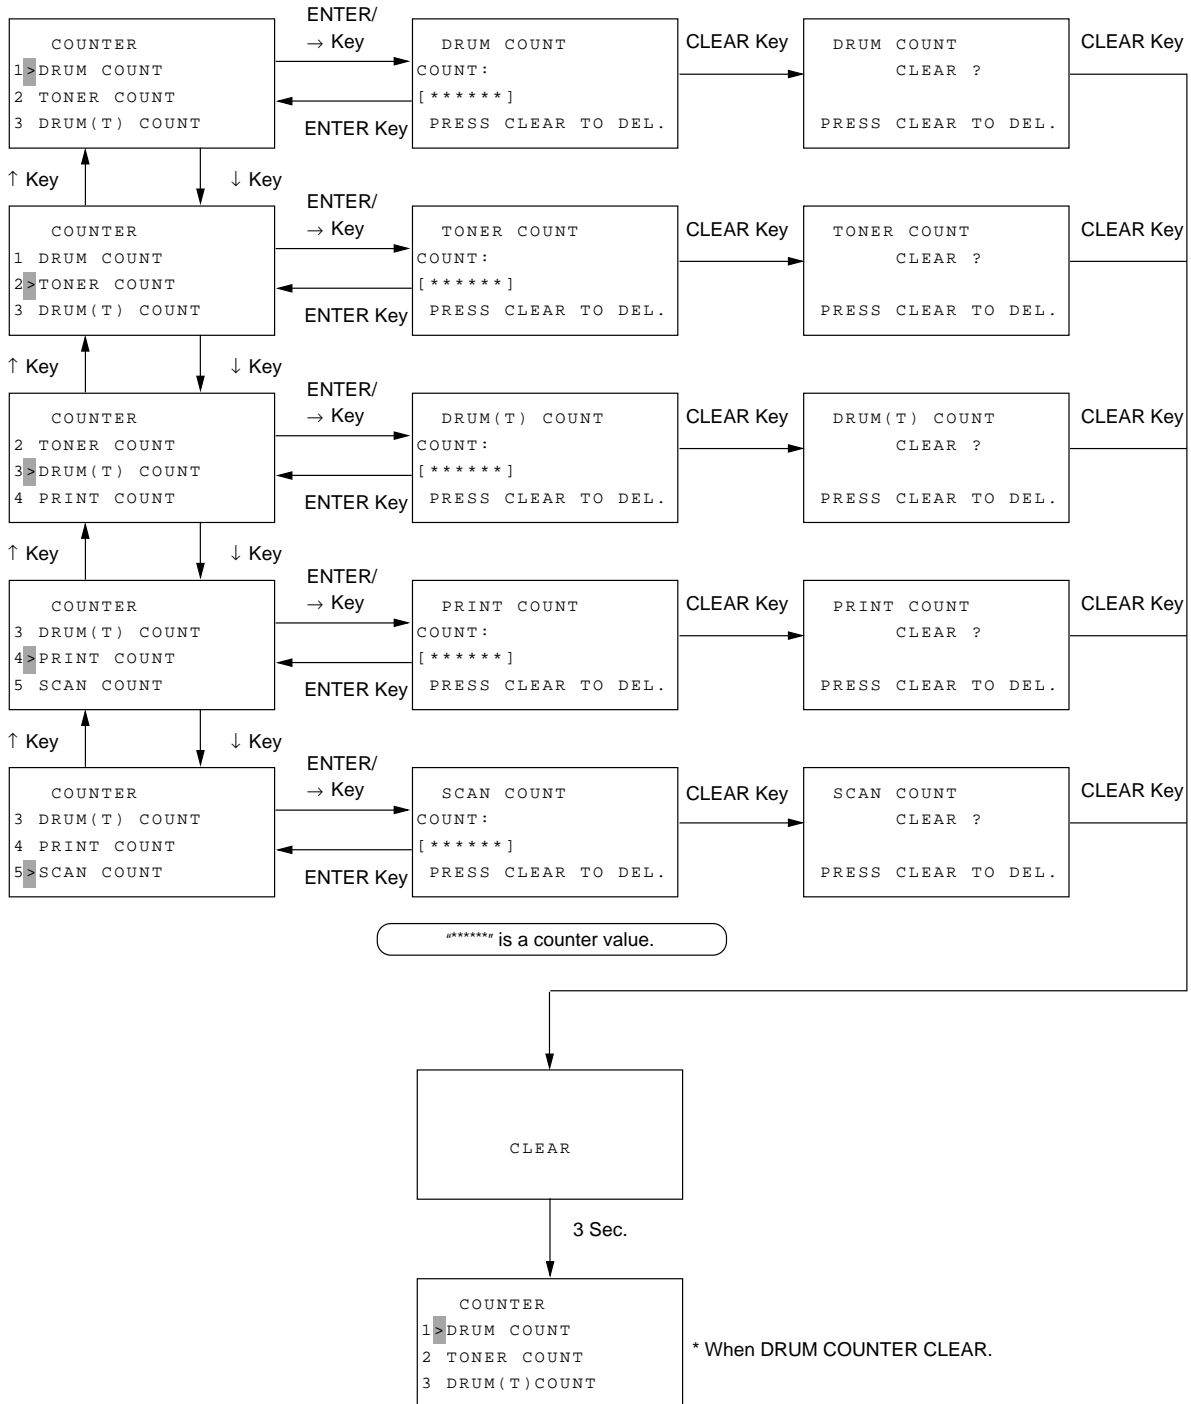 ENTER/
→ Key
COUNTER
1>DRUM COUNT
2 TONER COUNT
3 DRUM(T) COUNT
ENTER Key
DRUM COUNT
COUNT:
[******]
PRESS CLEAR TO DEL.
CLEAR Key
DRUM COUNT
CLEAR ?
PRESS CLEAR TO DEL.
CLEAR Key
↑ Key
↓ Key
ENTER/
→ Key
COUNTER
1 DRUM COUNT
2>TONER COUNT
3 DRUM(T) COUNT
ENTER Key
TONER COUNT
COUNT:
[******]
PRESS CLEAR TO DEL.
CLEAR Key
TONER COUNT
CLEAR ?
PRESS CLEAR TO DEL.
CLEAR Key
↑ Key
↓ Key
ENTER/
→ Key
COUNTER
2 TONER COUNT
3>DRUM(T) COUNT
4 PRINT COUNT
ENTER Key
DRUM(T) COUNT
COUNT:
[******]
PRESS CLEAR TO DEL.
CLEAR Key
DRUM(T) COUNT
CLEAR ?
PRESS CLEAR TO DEL.
CLEAR Key
↑ Key
↓ Key
ENTER/
→ Key
COUNTER
3 DRUM(T) COUNT
4>PRINT COUNT
5 SCAN COUNT
ENTER Key
PRINT COUNT
COUNT:
[******]
PRESS CLEAR TO DEL.
CLEAR Key
PRINT COUNT
CLEAR ?
PRESS CLEAR TO DEL.
CLEAR Key
↑ Key
↓ Key
ENTER/
→ Key
COUNTER
3 DRUM(T) COUNT
4 PRINT COUNT
5>SCAN COUNT
ENTER Key
SCAN COUNT
COUNT:
[******]
PRESS CLEAR TO DEL.
CLEAR Key
SCAN COUNT
CLEAR ?
PRESS CLEAR TO DEL.
CLEAR Key
"******" is a counter value.
CLEAR
3 Sec.
COUNTER
1>DRUM COUNT
2 TONER COUNT
3 DRUM(T)COUNT
* When DRUM COUNTER CLEAR.